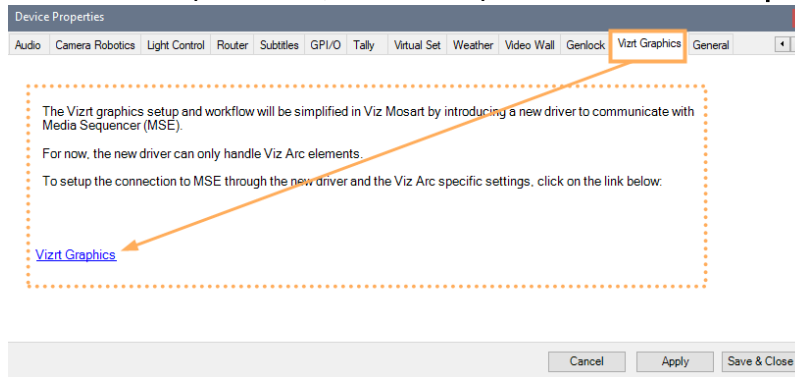 Device Properties
Audio Camera Robotics Light Control Router Subtitles GPI/O Tally Virtual Set Weather Video Wall Genlock Vizrt Graphics General
The Vizrt graphics setup and workflow will be simplified in Viz Mosart by introducing a new driver to communicate with
Media Sequencer (MSE).
For now, the new driver can only handle Viz Arc elements.
To setup the connection to MSE through the new driver and the Viz Arc specific settings, click on the link below:
Vizrt Graphics
Cancel Apply Save & Close